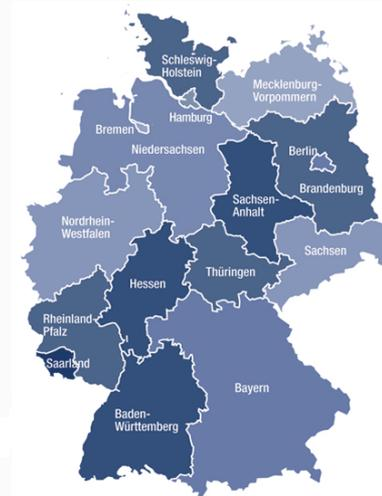 Schleswig-
Holstein
Mecklenburg-
Vorpommern
Hamburg
Bremen
Niedersachsen
Berlin
Brandenburg
Sachsen-
Anhalt
Nordrhein-
Westfalen
Sachsen
Thüringen
Hessen
Rheinland-
Pfalz
Saarland
Bayern
Baden-
Württemberg